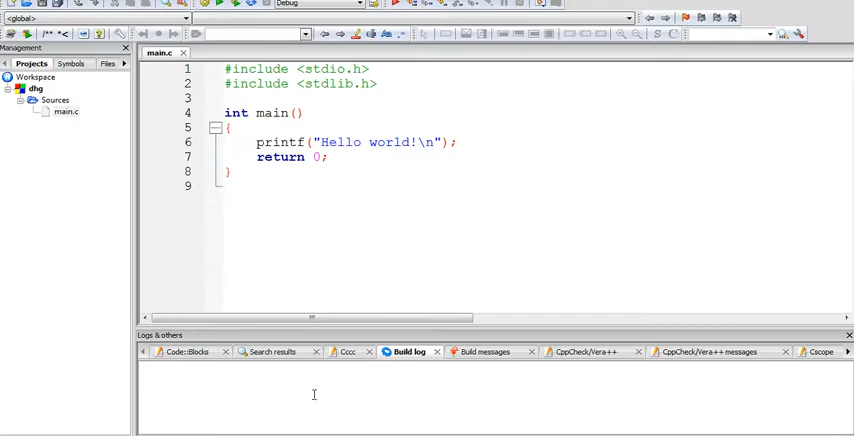 Debug
<global>
/** *<
Management
Projects Symbols Files
Workspace
dhg
Sources
main.c
main.c
1 #include <stdio.h>
2 #include <stdlib.h>
3
4 int main()
5 {
6 printf("Hello world!\n");
7 return 0;
8 }
9
Logs & others
Code::Blocks Search results Cccc Build log Build messages CppCheck/Vera++ CppCheck/Vera++ messages Cscope